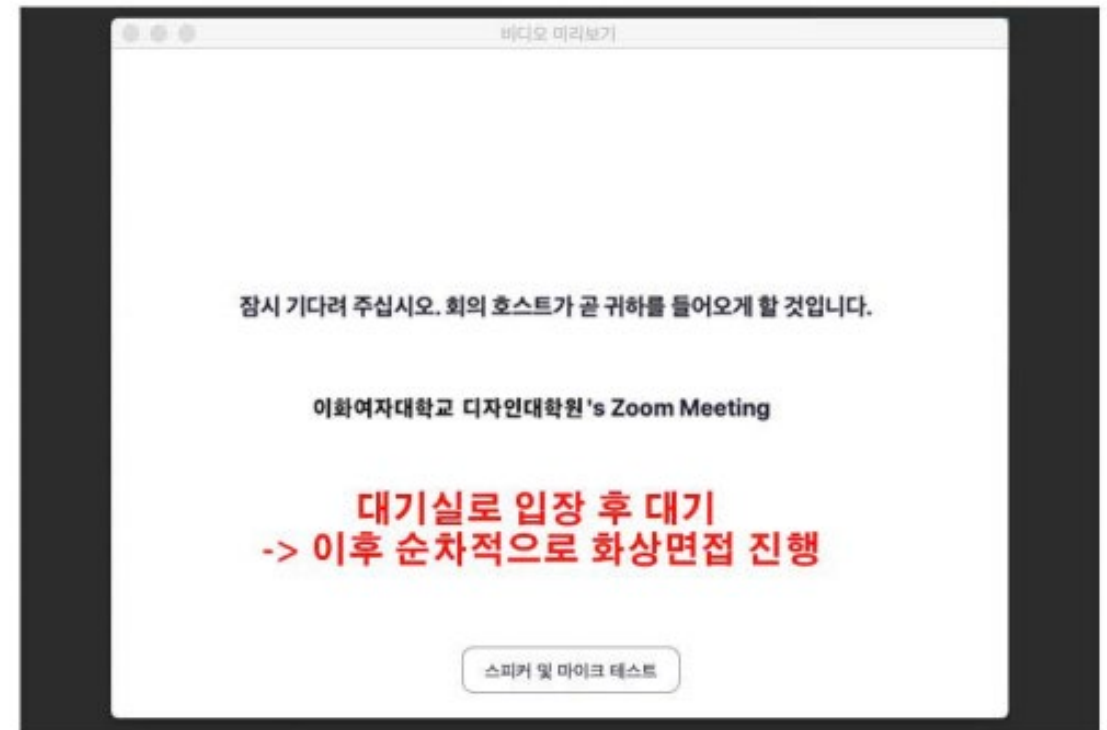 비디오 미리보기
잠시 기다려 주십시오. 회의 호스트가 곧 귀하를 들어오게 할 것입니다.
이화여자대학교 디자인대학원's Zoom Meeting
대기실로 입장 후 대기
-> 이후 순차적으로 화상면접 진행
스피커 및 마이크 테스트